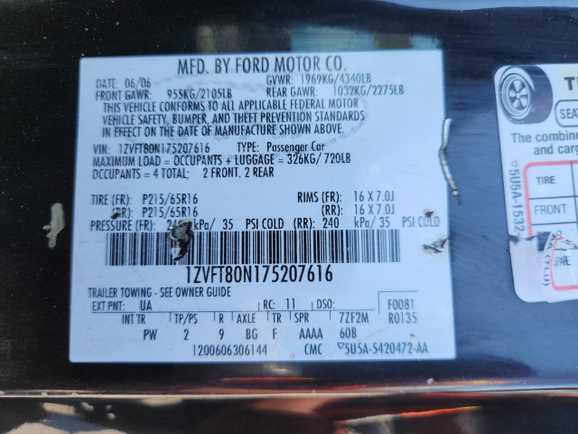 MFD. BY FORD MOTOR CO.
DATE: 06/06 GVWR: 1969KG/4340LB
FRONT GAWR: 955KG/2105LB REAR GAWR: 1032KG/2275LB
THIS VEHICLE CONFORMS TO ALL APPLICABLE FEDERAL MOTOR
VEHICLE SAFETY, BUMPER, AND THEFT PREVENTION STANDARDS
IN EFFECT ON THE DATE OF MANUFACTURE SHOWN ABOVE.
VIN: 1ZVFT80N175207616 TYPE: Passenger Car
MAXIMUM LOAD = OCCUPANTS + LUGGAGE = 326KG/720LB
OCCUPANTS = 4 TOTAL: 2 FRONT, 2 REAR
TIRE (FR): P215/65R16 RIMS (FR): 16 X 7.0J
(RR): P215/65R16 (RR): 16 X 7.0J
PRESSURE (FR): 240 kPa/ 35 PSI COLD (RR): 240 kPa/ 35 PSI COLD
1ZVFT80N175207616
TRAILER TOWING - SEE OWNER GUIDE
EXT PNT: UA RC: 11 DSO: F0081
INT TR TP/PS R AXLE TR SPR 7ZF2M R0135
PW 2 9 BG F AAAA 60B
1200606306144 CMC ▽5U5A-5420472-AA
SEA
The combine
and carg
TIRE
FRONT
▽5U5A-1532